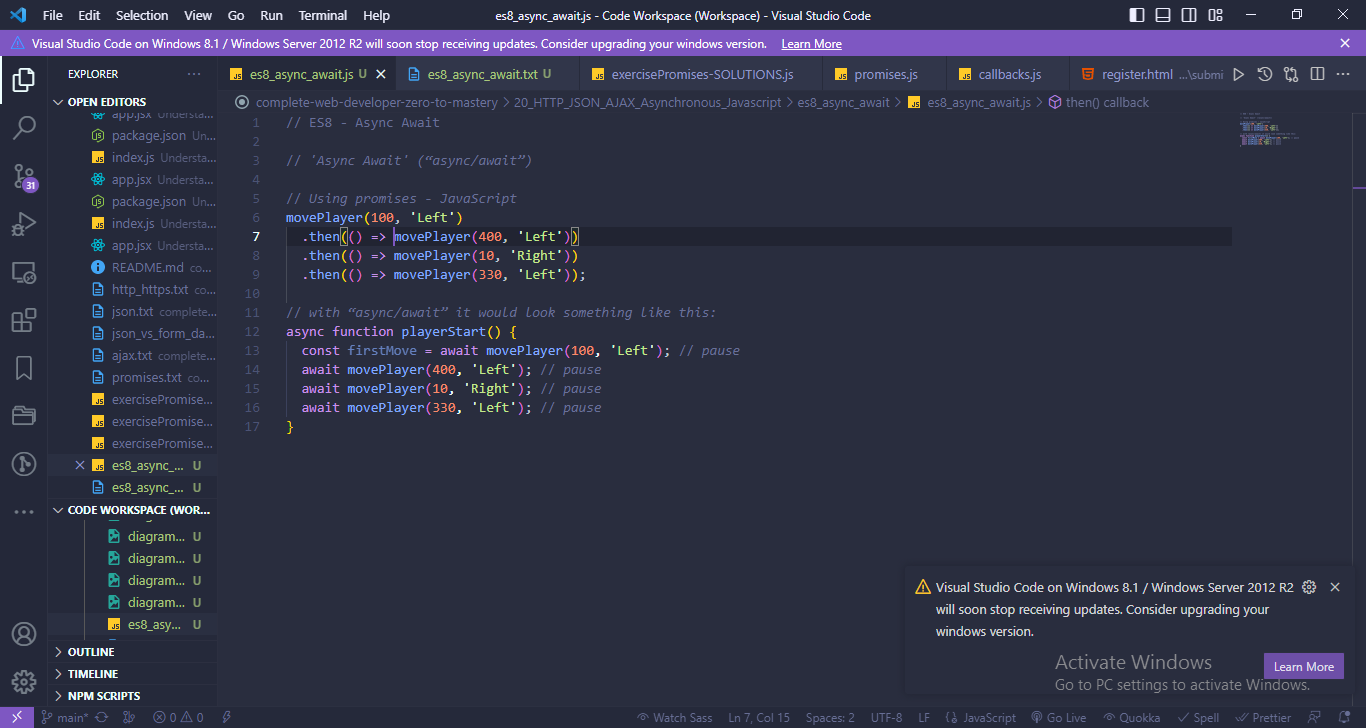 File Edit Selection View Go Run Terminal Help
es8_async_await.js - Code Workspace (Workspace) - Visual Studio Code
Visual Studio Code on Windows 8.1 / Windows Server 2012 R2 will soon stop receiving updates. Consider upgrading your windows version. Learn More
EXPLORER ···
es8_async_await.js U
es8_async_await.txt U
exercisePromises-SOLUTIONS.js
promises.js
callbacks.js
register.html ...\submi
complete-web-developer-zero-to-mastery > 20_HTTP_JSON_AJAX_Asynchronous_Javascript > es8_async_await > es8_async_await.js > then() callback
OPEN EDITORS
app.jsx Understa...
package.json Un...
index.js Understa...
app.jsx Understa...
package.json Un...
index.js Understa...
app.jsx Understa...
README.md co...
http_https.txt co...
json.txt complete...
json_vs_form_da...
ajax.txt complete...
promises.txt co...
exercisePromise...
exercisePromise...
exercisePromise...
es8_async_... U
es8_async_... U
CODE WORKSPACE (WOR...
diagram... U
diagram... U
diagram... U
diagram... U
es8_asy... U
OUTLINE
TIMELINE
NPM SCRIPTS
31
1 // ES8 - Async Await
2
3 // 'Async Await' (“async/await”)
4
5 // Using promises - JavaScript
6 movePlayer(100, 'Left')
7 .then(() => movePlayer(400, 'Left'))
8 .then(() => movePlayer(10, 'Right'))
9 .then(() => movePlayer(330, 'Left'));
10
11 // with “async/await” it would look something like this:
12 async function playerStart() {
13 const firstMove = await movePlayer(100, 'Left'); // pause
14 await movePlayer(400, 'Left'); // pause
15 await movePlayer(10, 'Right'); // pause
16 await movePlayer(330, 'Left'); // pause
17 }
Visual Studio Code on Windows 8.1 / Windows Server 2012 R2
will soon stop receiving updates. Consider upgrading your
windows version.
Learn More
Activate Windows
Go to PC settings to activate Windows.
main* 0 0
Watch Sass Ln 7, Col 15 Spaces: 2 UTF-8 LF {} JavaScript Go Live Quokka Spell Prettier